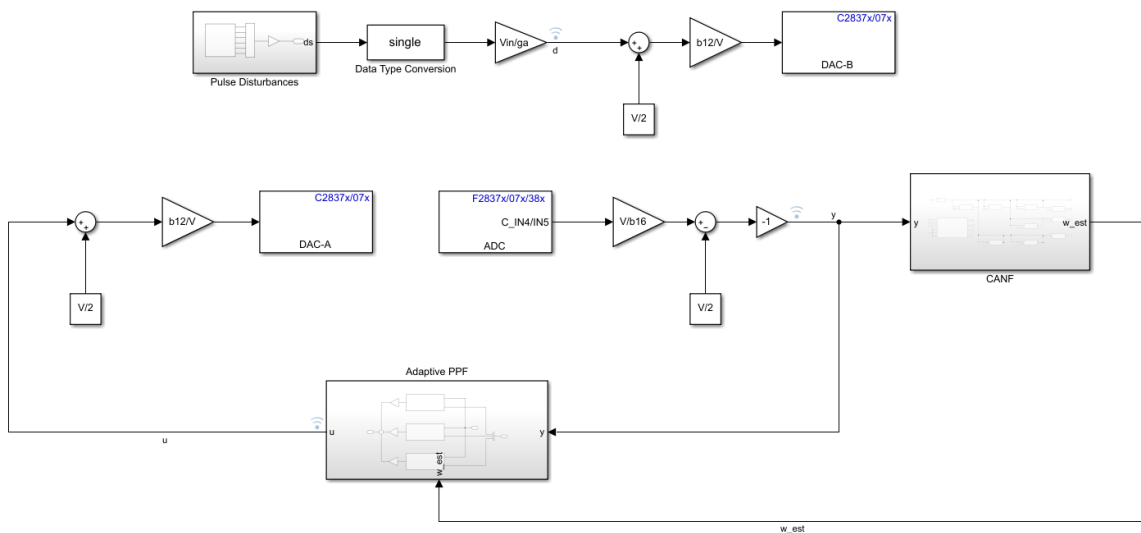 C2837x/07x
ds
single
Vin/ga
d
+
+
b12/V
DAC-B
Pulse Disturbances
Data Type Conversion
V/2
C2837x/07x
F2837x/07x/38x
+
+
b12/V
DAC-A
C_IN4/IN5
ADC
V/b16
+
−
-1
y
y
w_est
CANF
V/2
V/2
Adaptive PPF
u
y
w_est
u
w_est